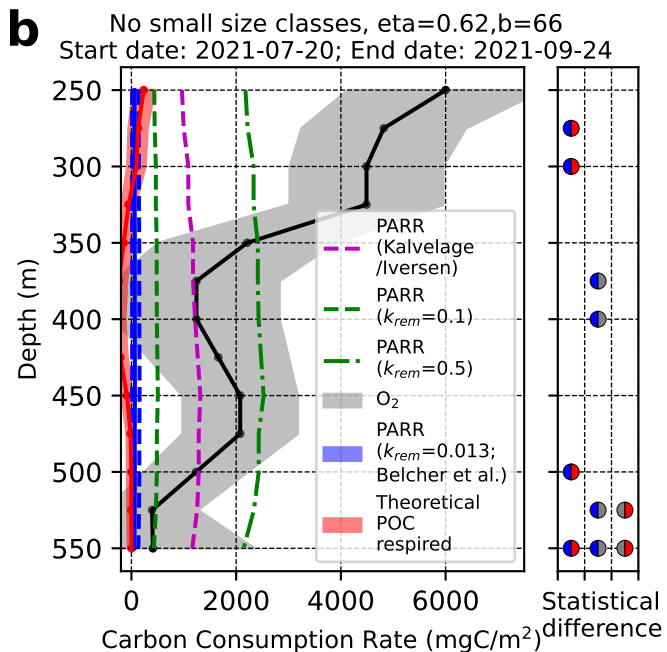 b
No small size classes, eta=0.62,b=66
Start date: 2021-07-20; End date: 2021-09-24
250
300
350
400
450
500
550
Depth (m)
PARR
(Kalvelage
/Iversen)
PARR
(k_rem=0.1)
PARR
(k_rem=0.5)
O₂
PARR
(k_rem=0.013;
Belcher et al.)
Theoretical
POC
respired
0 2000 4000 6000
Carbon Consumption Rate (mgC/m²)
Statistical
difference